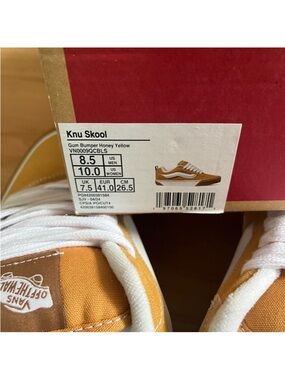 Knu Skool
Gum Bumper Honey Yellow
VN0009QCBLS
8.5 US MEN
10.0 US WOMEN
UK EUR CM
7.5 41.0 26.5
VANS
"OFF THE WALL"